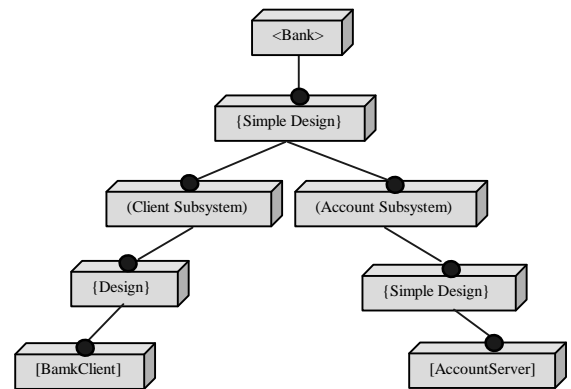 <Bank>
{Simple Design}
(Client Subsystem)
(Account Subsystem)
{Design}
{Simple Design}
[BamkClient]
[AccountServer]